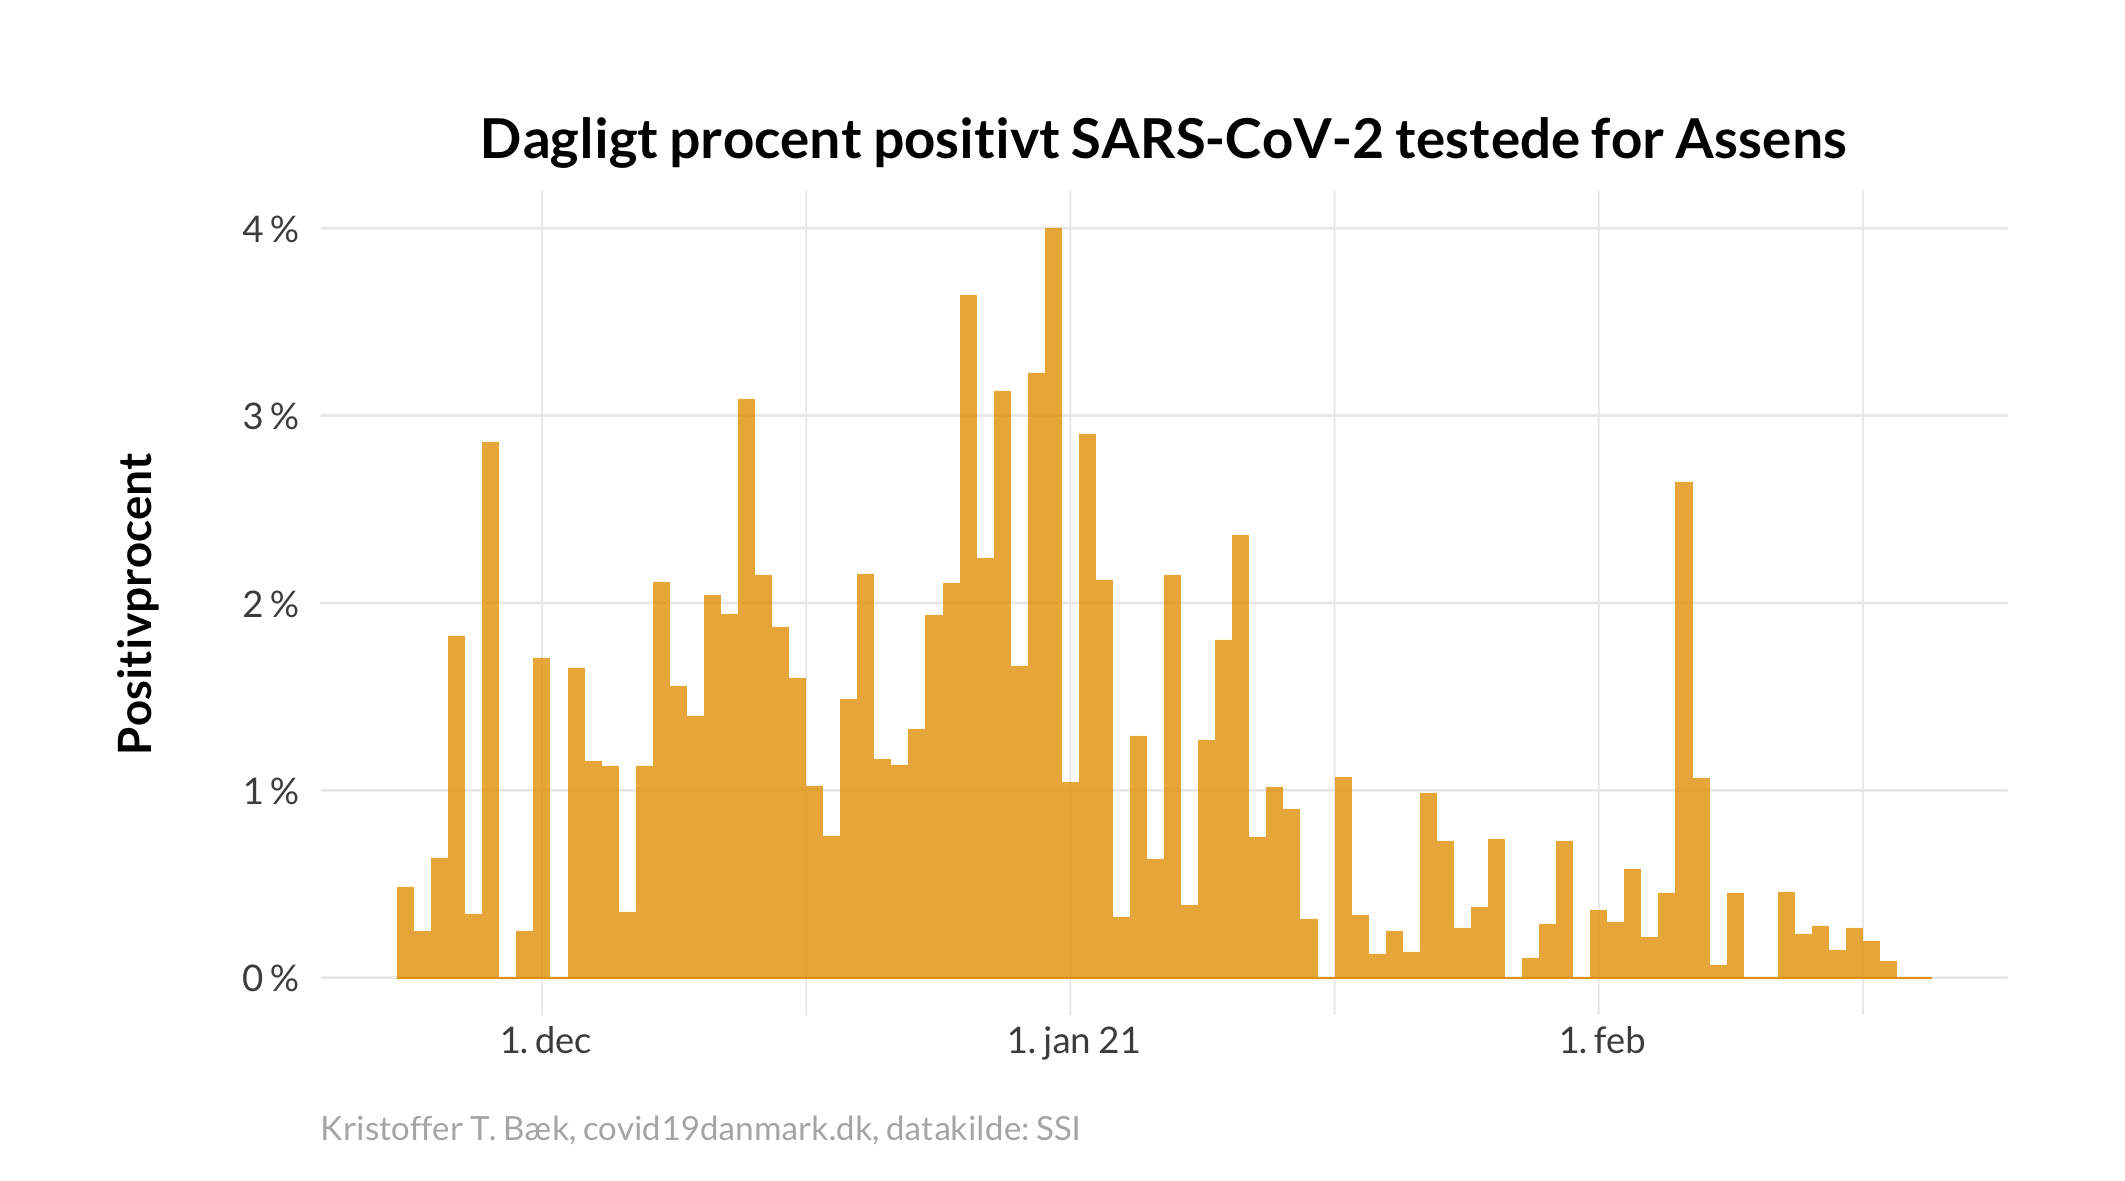 Dagligt procent positivt SARS-CoV-2 testede for Assens
Positivprocent
4 %
3 %
2 %
1 %
0 %
1. dec
1. jan 21
1. feb
Kristoffer T. Bæk, covid19danmark.dk, datakilde: SSI